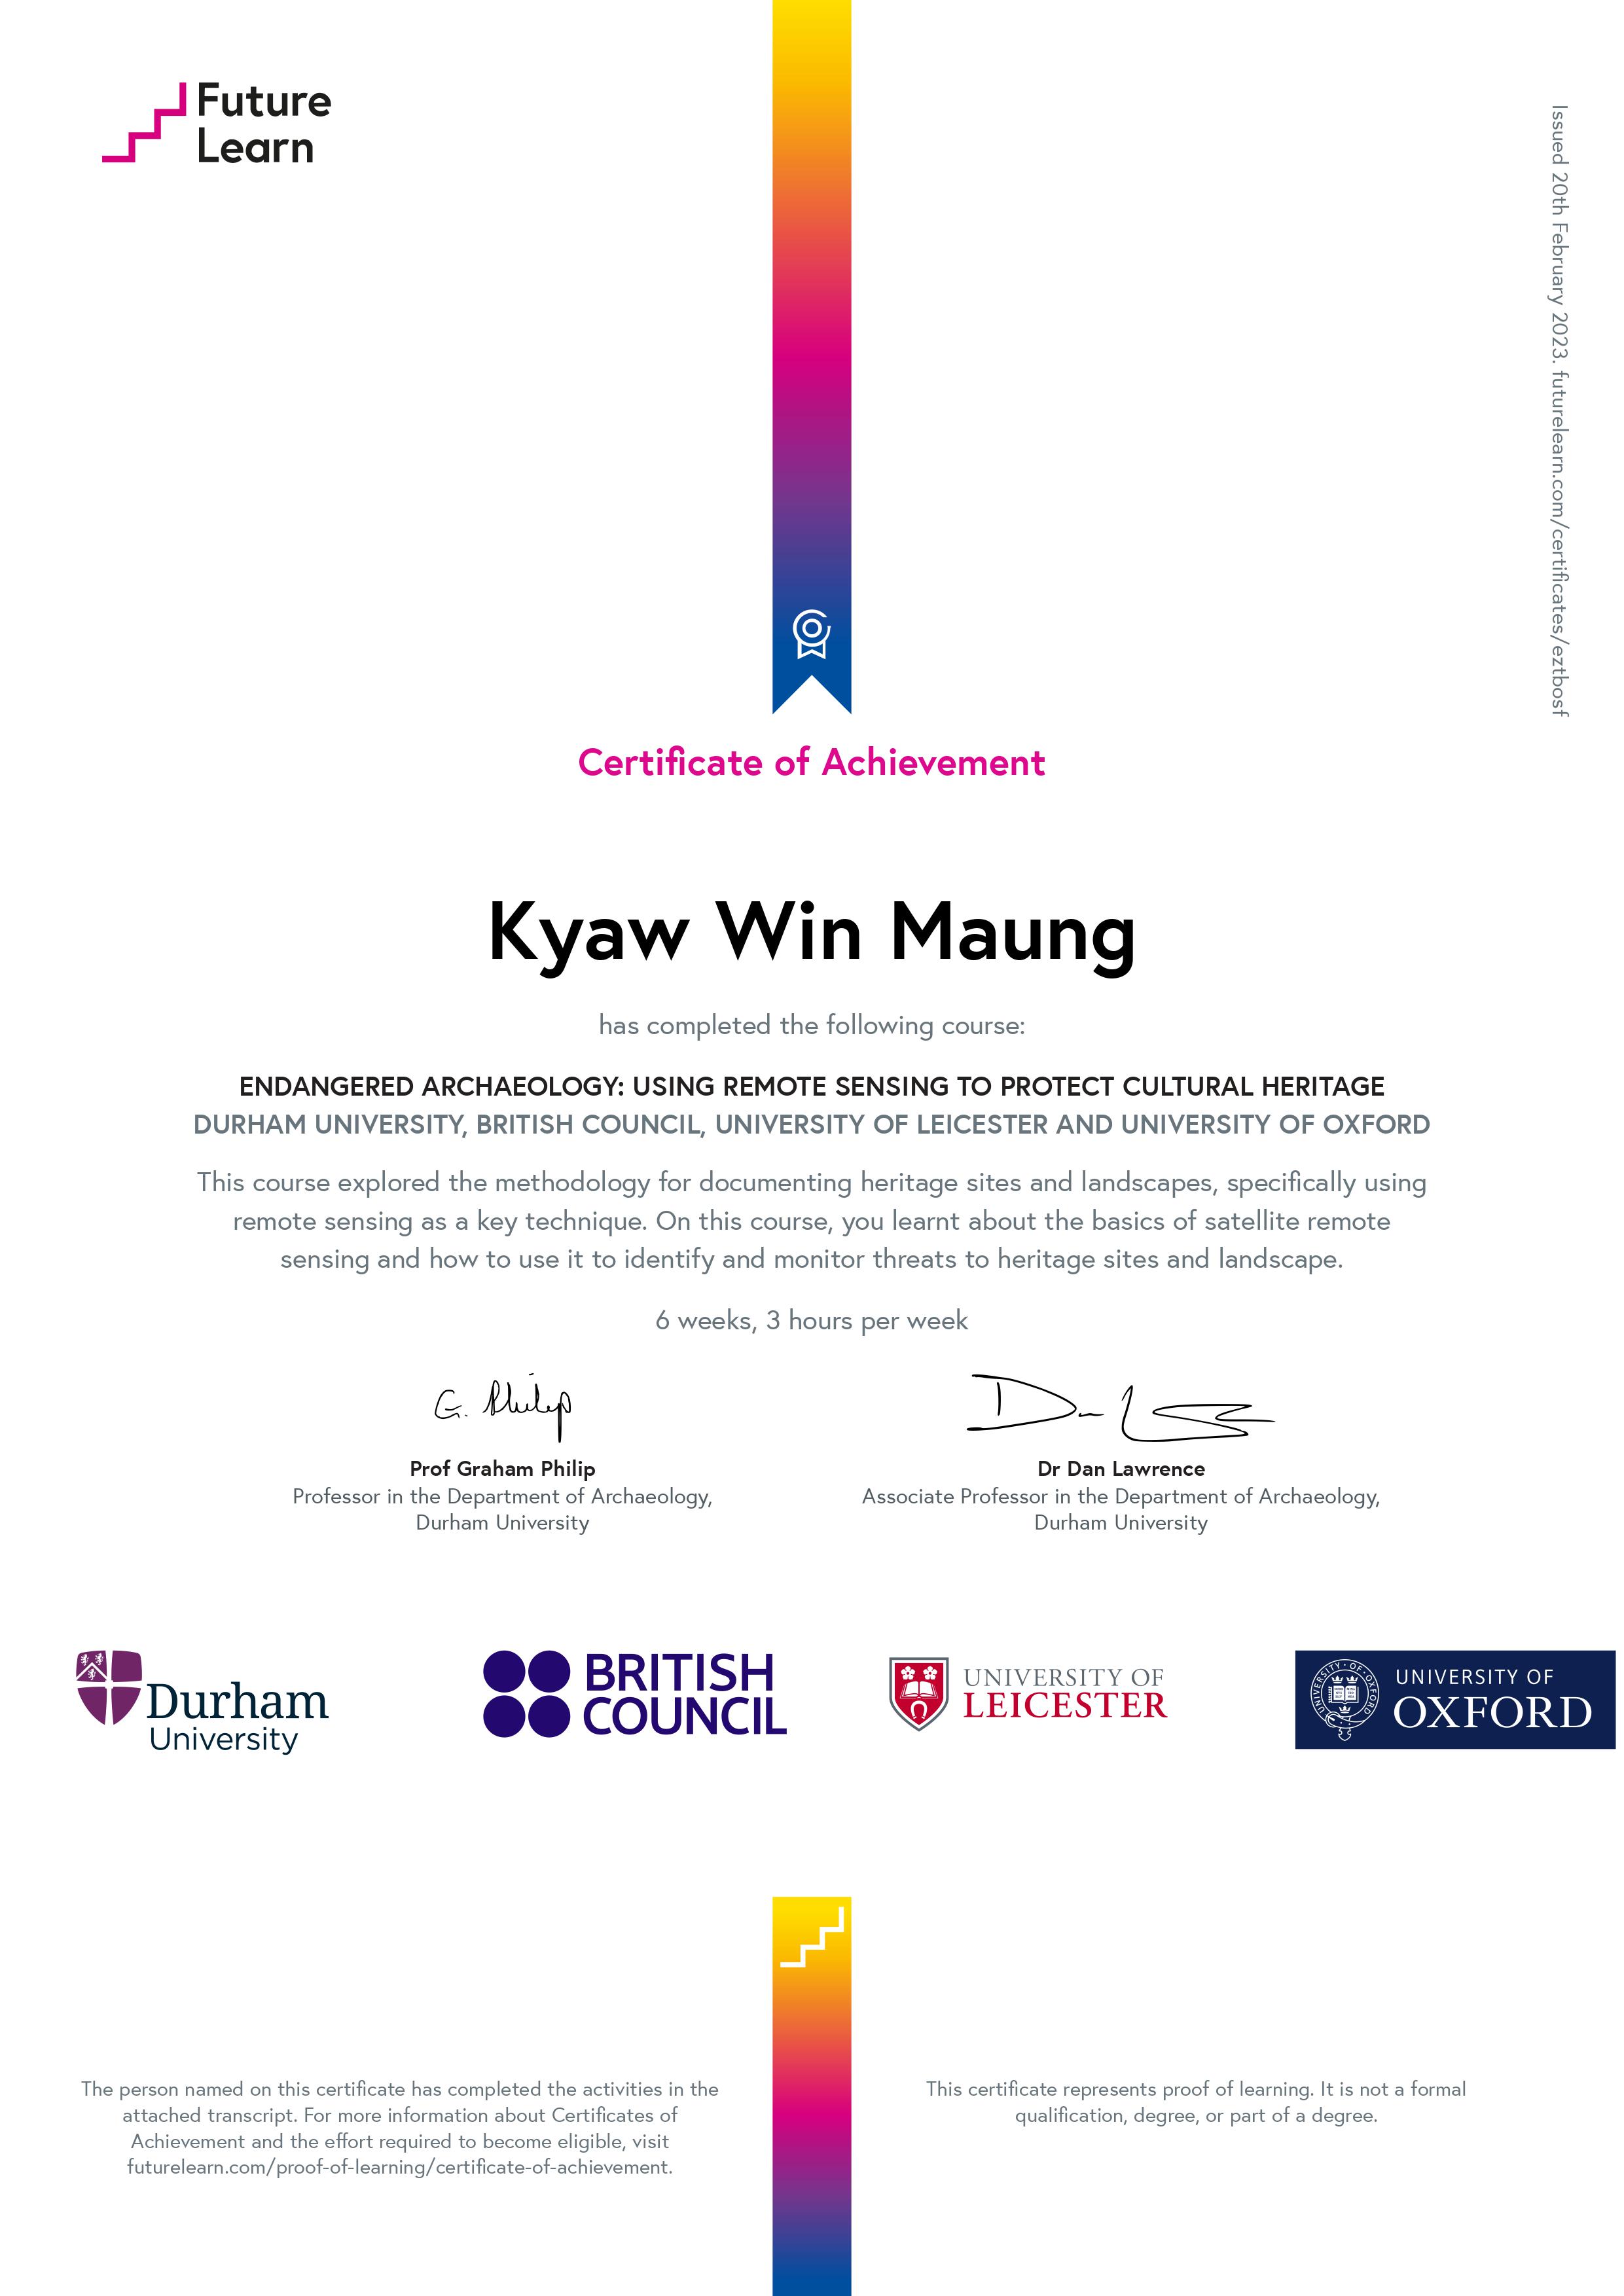 Future
Learn
Issued 20th February 2023. futurelearn.com/certificates/eztbosf
Certificate of Achievement
Kyaw Win Maung
has completed the following course:
ENDANGERED ARCHAEOLOGY: USING REMOTE SENSING TO PROTECT CULTURAL HERITAGE
DURHAM UNIVERSITY, BRITISH COUNCIL, UNIVERSITY OF LEICESTER AND UNIVERSITY OF OXFORD
This course explored the methodology for documenting heritage sites and landscapes, specifically using
remote sensing as a key technique. On this course, you learnt about the basics of satellite remote
sensing and how to use it to identify and monitor threats to heritage sites and landscape.
6 weeks, 3 hours per week
G. Philip
Prof Graham Philip
Professor in the Department of Archaeology,
Durham University
Dr Dan Lawrence
Associate Professor in the Department of Archaeology,
Durham University
Durham
University
BRITISH
COUNCIL
UNIVERSITY OF
LEICESTER
UNIVERSITY·OF·OXFORD
UNIVERSITY OF
OXFORD
The person named on this certificate has completed the activities in the
attached transcript. For more information about Certificates of
Achievement and the effort required to become eligible, visit
futurelearn.com/proof-of-learning/certificate-of-achievement.
This certificate represents proof of learning. It is not a formal
qualification, degree, or part of a degree.